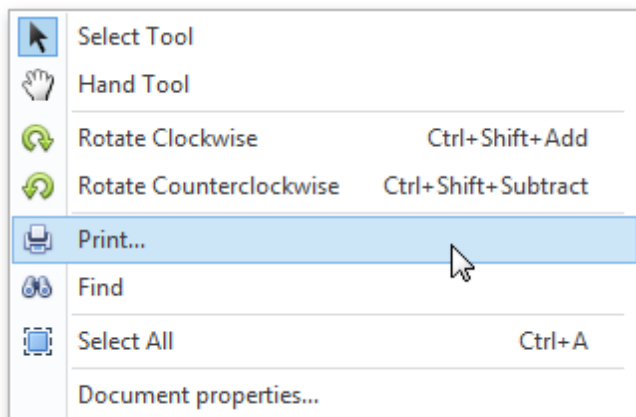 Select Tool
Hand Tool
Rotate Clockwise Ctrl+Shift+Add
Rotate Counterclockwise Ctrl+Shift+Subtract
Print...
Find
Select All Ctrl+A
Document properties...